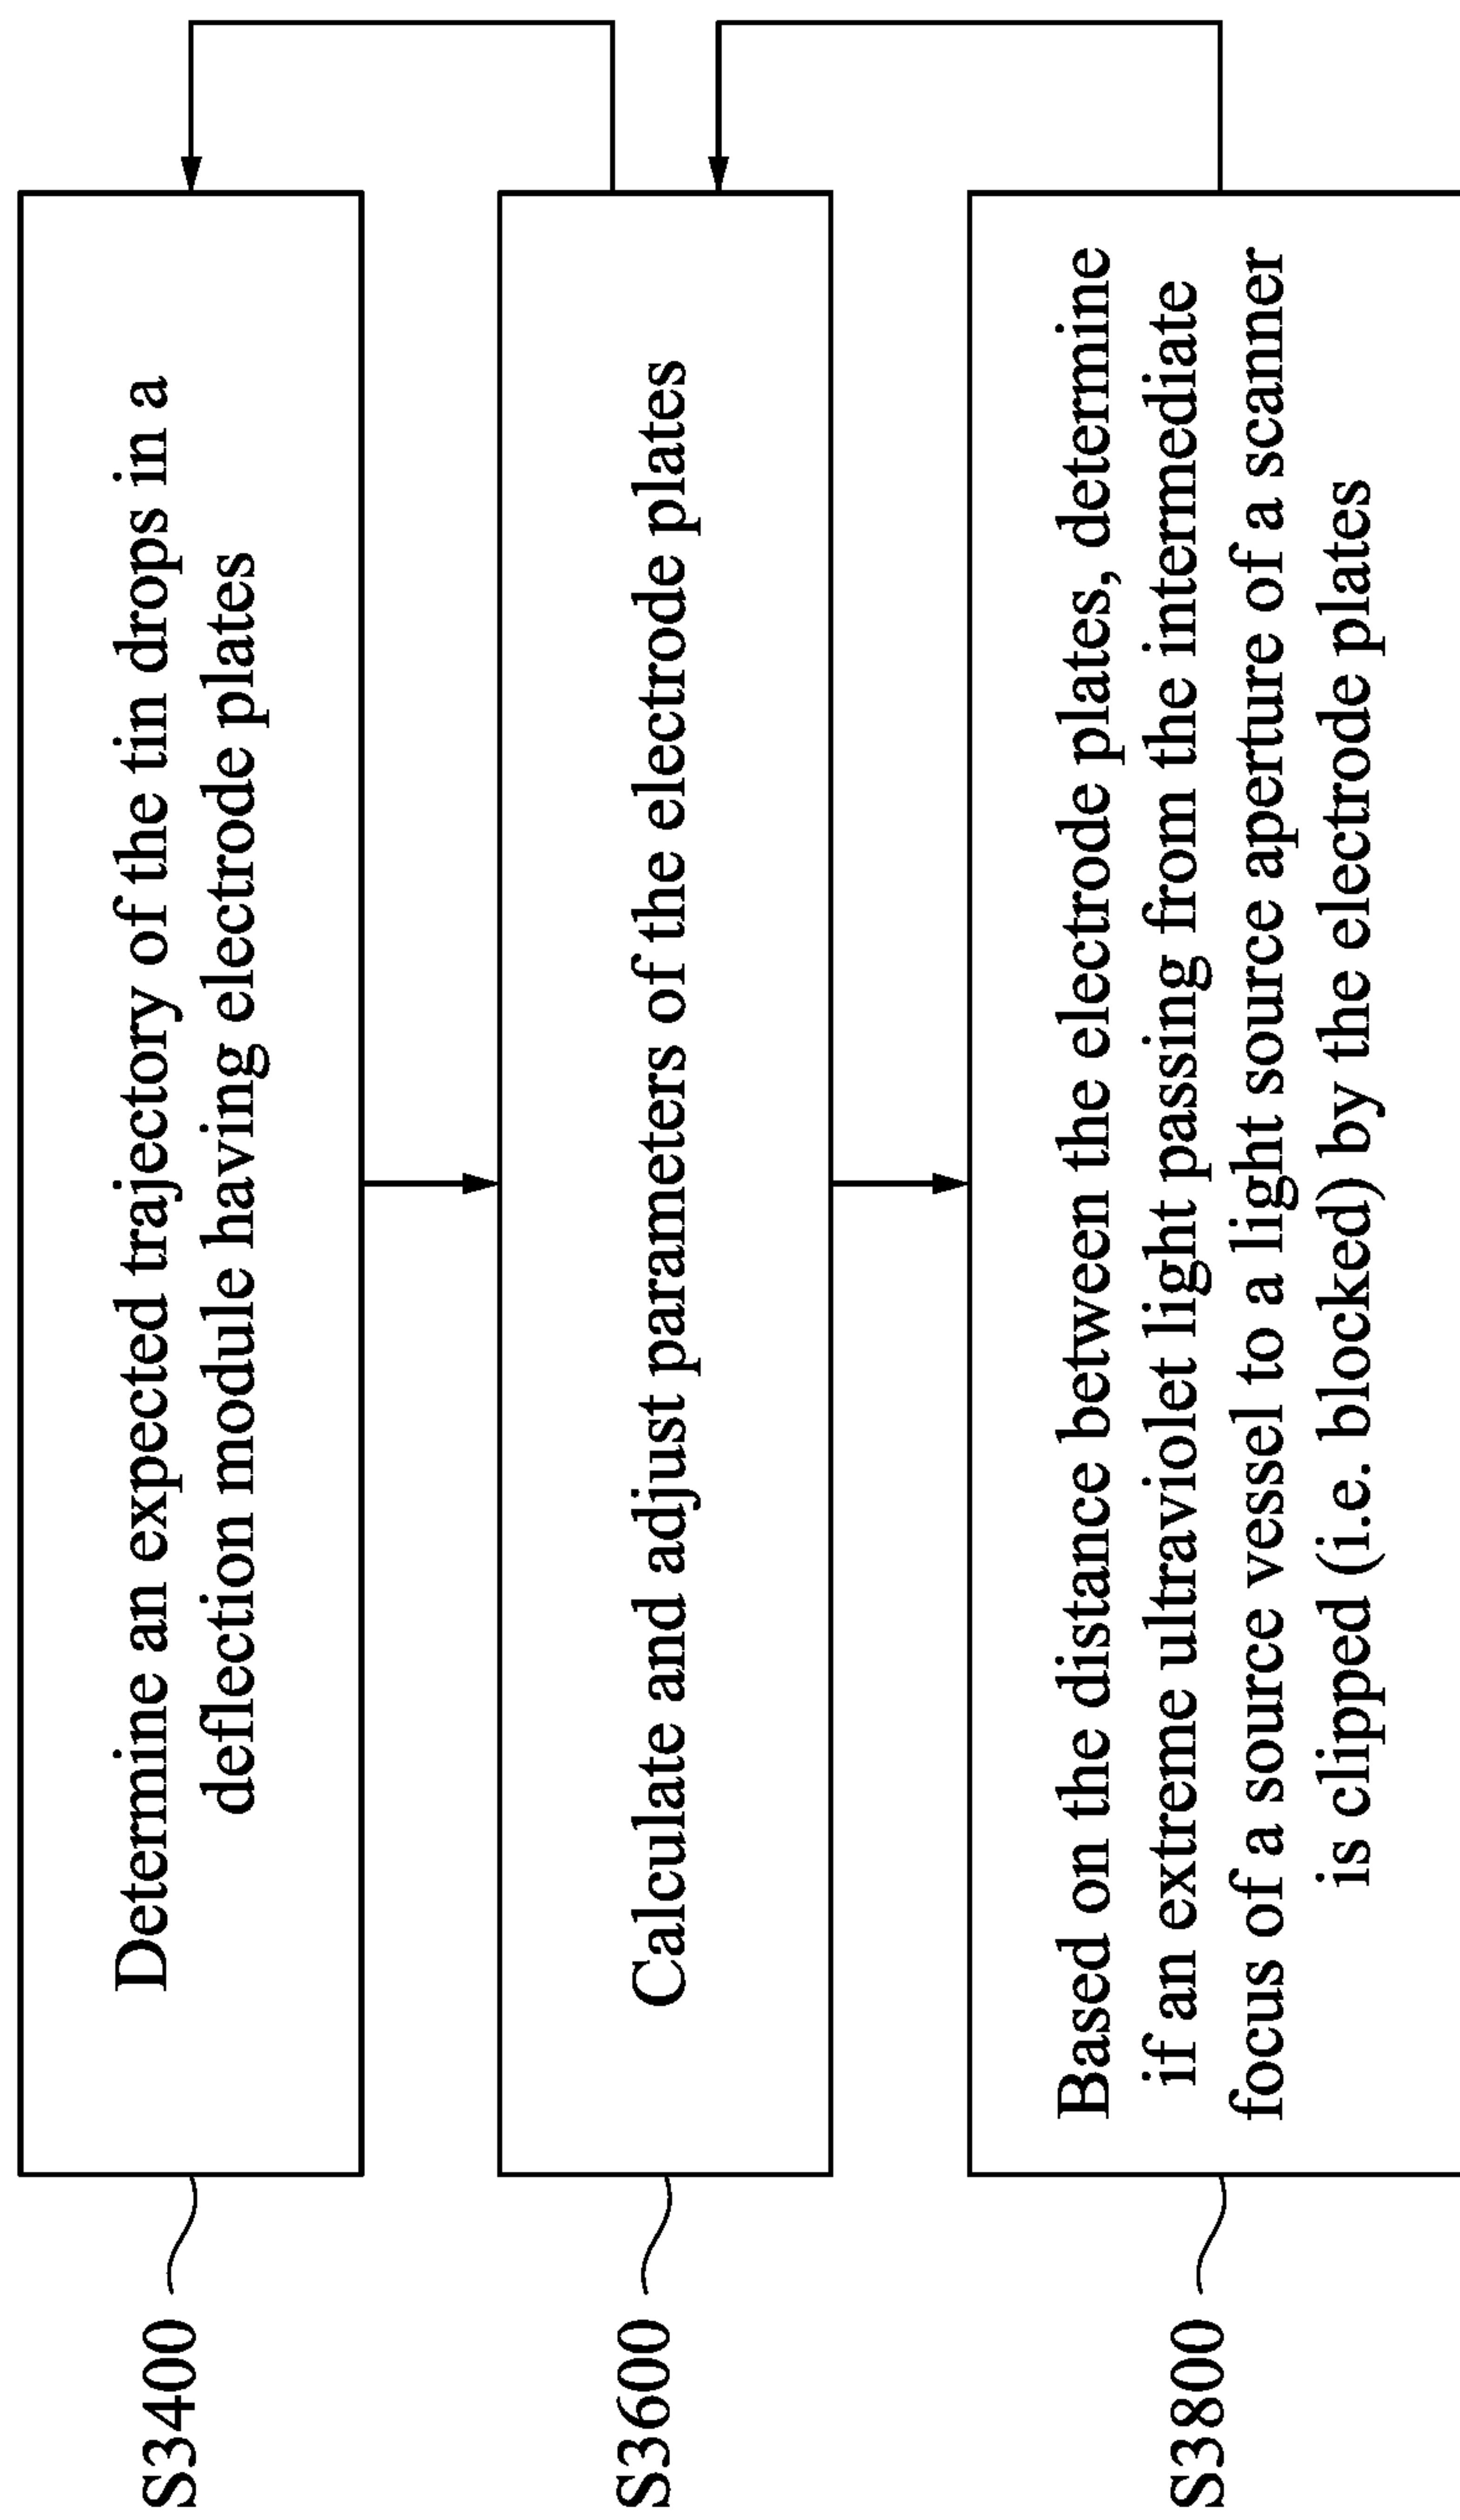 S3400
Determine an expected trajectory of the tin drops in a
deflection module having electrode plates
S3600
Calculate and adjust parameters of the electrode plates
S3800
Based on the distance between the electrode plates, determine
if an extreme ultraviolet light passing from the intermediate
focus of a source vessel to a light source aperture of a scanner
is clipped (i.e. blocked) by the electrode plates